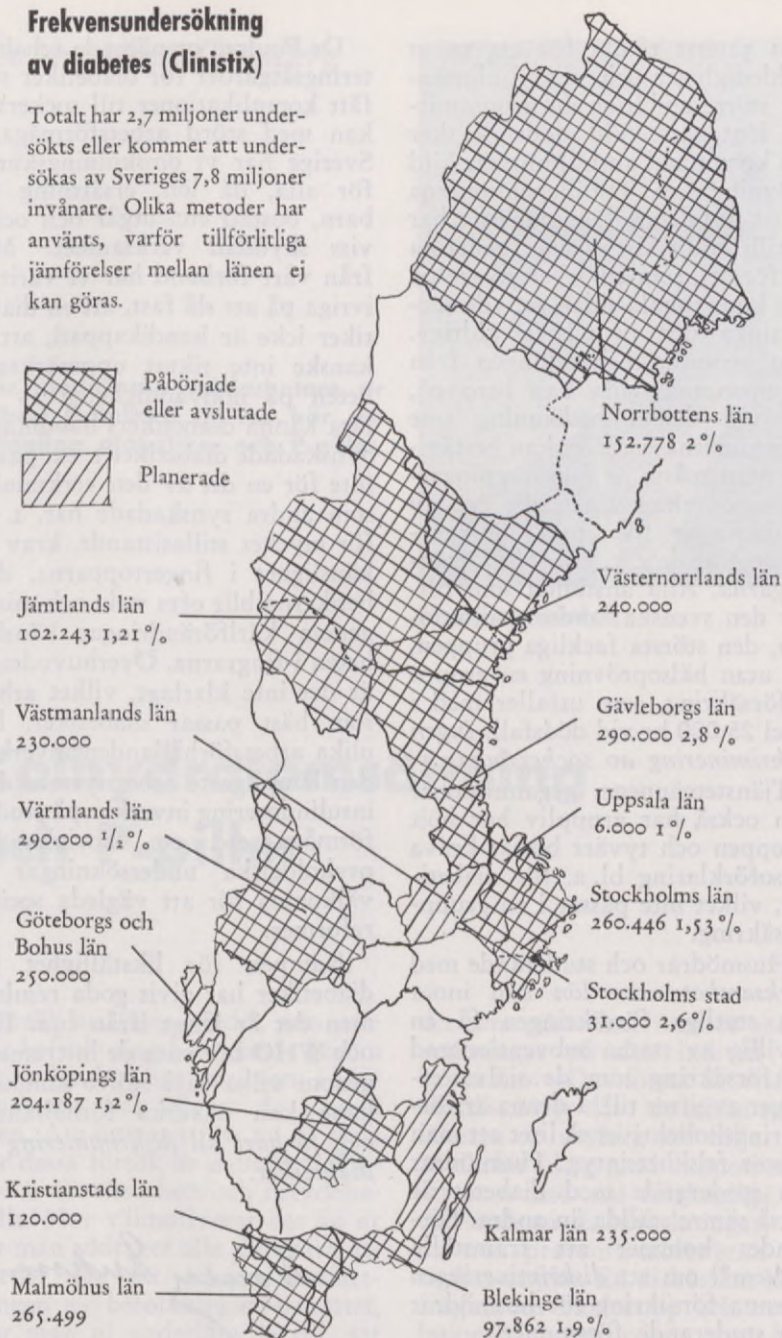 Frekvensundersökning
av diabetes (Clinistix)
Totalt har 2,7 miljoner under-
sökts eller kommer att under-
sökas av Sveriges 7,8 miljoner
invånare. Olika metoder har
använts, varför tillförlitliga
jämförelser mellan länen ej
kan göras.
Påbörjade
eller avslutade
Planerade
Norrbottens län
152.778 2%
Västernorrlands län
240.000
Jämtlands län
102.243 1,21%
Västmanlands län
230.000
Gävleborgs län
290.000 2,8%
Värmlands län
290.000 1/2%
Uppsala län
6.000 1%
Göteborgs och
Bohus län
250.000
Stockholms län
260.446 1,53%
Stockholms stad
31.000 2,6%
Jönköpings län
204.187 1,2%
Kristianstads län
120.000
Kalmar län 235.000
Malmöhus län
265.499
Blekinge län
97.862 1,9%